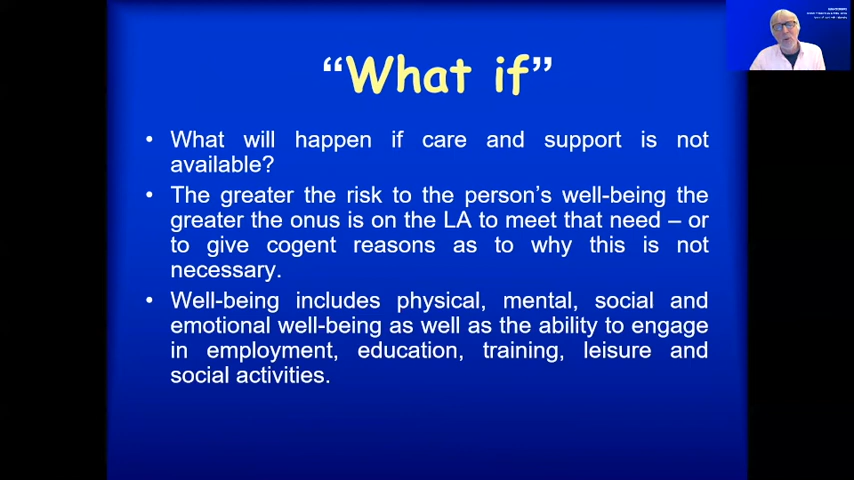 “What if”
• What will happen if care and support is not
available?
• The greater the risk to the person’s well-being the
greater the onus is on the LA to meet that need – or
to give cogent reasons as to why this is not
necessary.
• Well-being includes physical, mental, social and
emotional well-being as well as the ability to engage
in employment, education, training, leisure and
social activities.